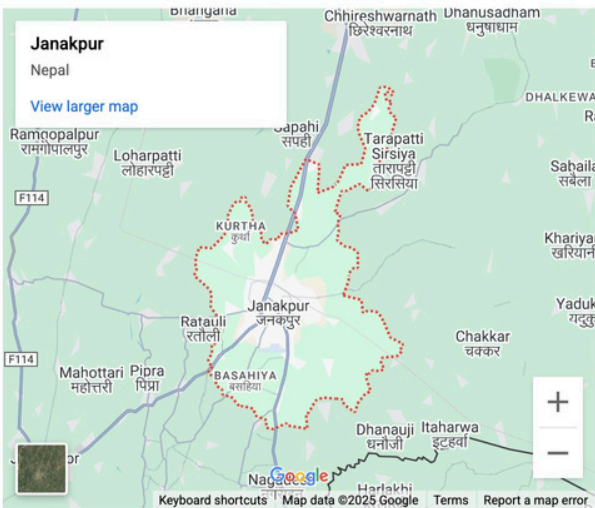 Bhangaha
Chhireshwarnath
छिरेश्वरनाथ
Dhanusadham
धनुषाधाम
Janakpur
Nepal
View larger map
DHALKEWA
Ramgopalpur
रामगोपालपुर
Loharpatti
लोहारपट्टी
Sapahi
सपही
Tarapatti
Sirsiya
तारापट्टी
सिरसिया
Sabaila
सबैला
F114
KURTHA
कुर्था
Khariyan
खरियानी
Janakpur
जनकपुर
Yaduk
यदुकु
Ratauli
रतौली
Chakkar
चक्कर
F114
Mahottari
महोत्तरी
Pipra
पिप्रा
BASAHIYA
बसहिया
+
−
Dhanauji
धनौजी
Itaharwa
इटहर्वा
Google
Harlakhi
Keyboard shortcuts
Map data ©2025 Google
Terms
Report a map error